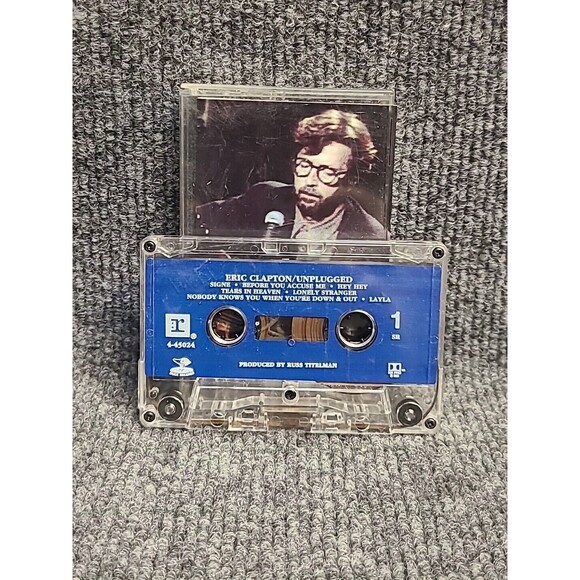 ERIC CLAPTON/UNPLUGGED
SIGNE • BEFORE YOU ACCUSE ME • HEY HEY
TEARS IN HEAVEN • LONELY STRANGER
NOBODY KNOWS YOU WHEN YOU'RE DOWN & OUT • LAYLA
r
®
4-45024
1
SR
PRODUCED BY RUSS TITELMAN